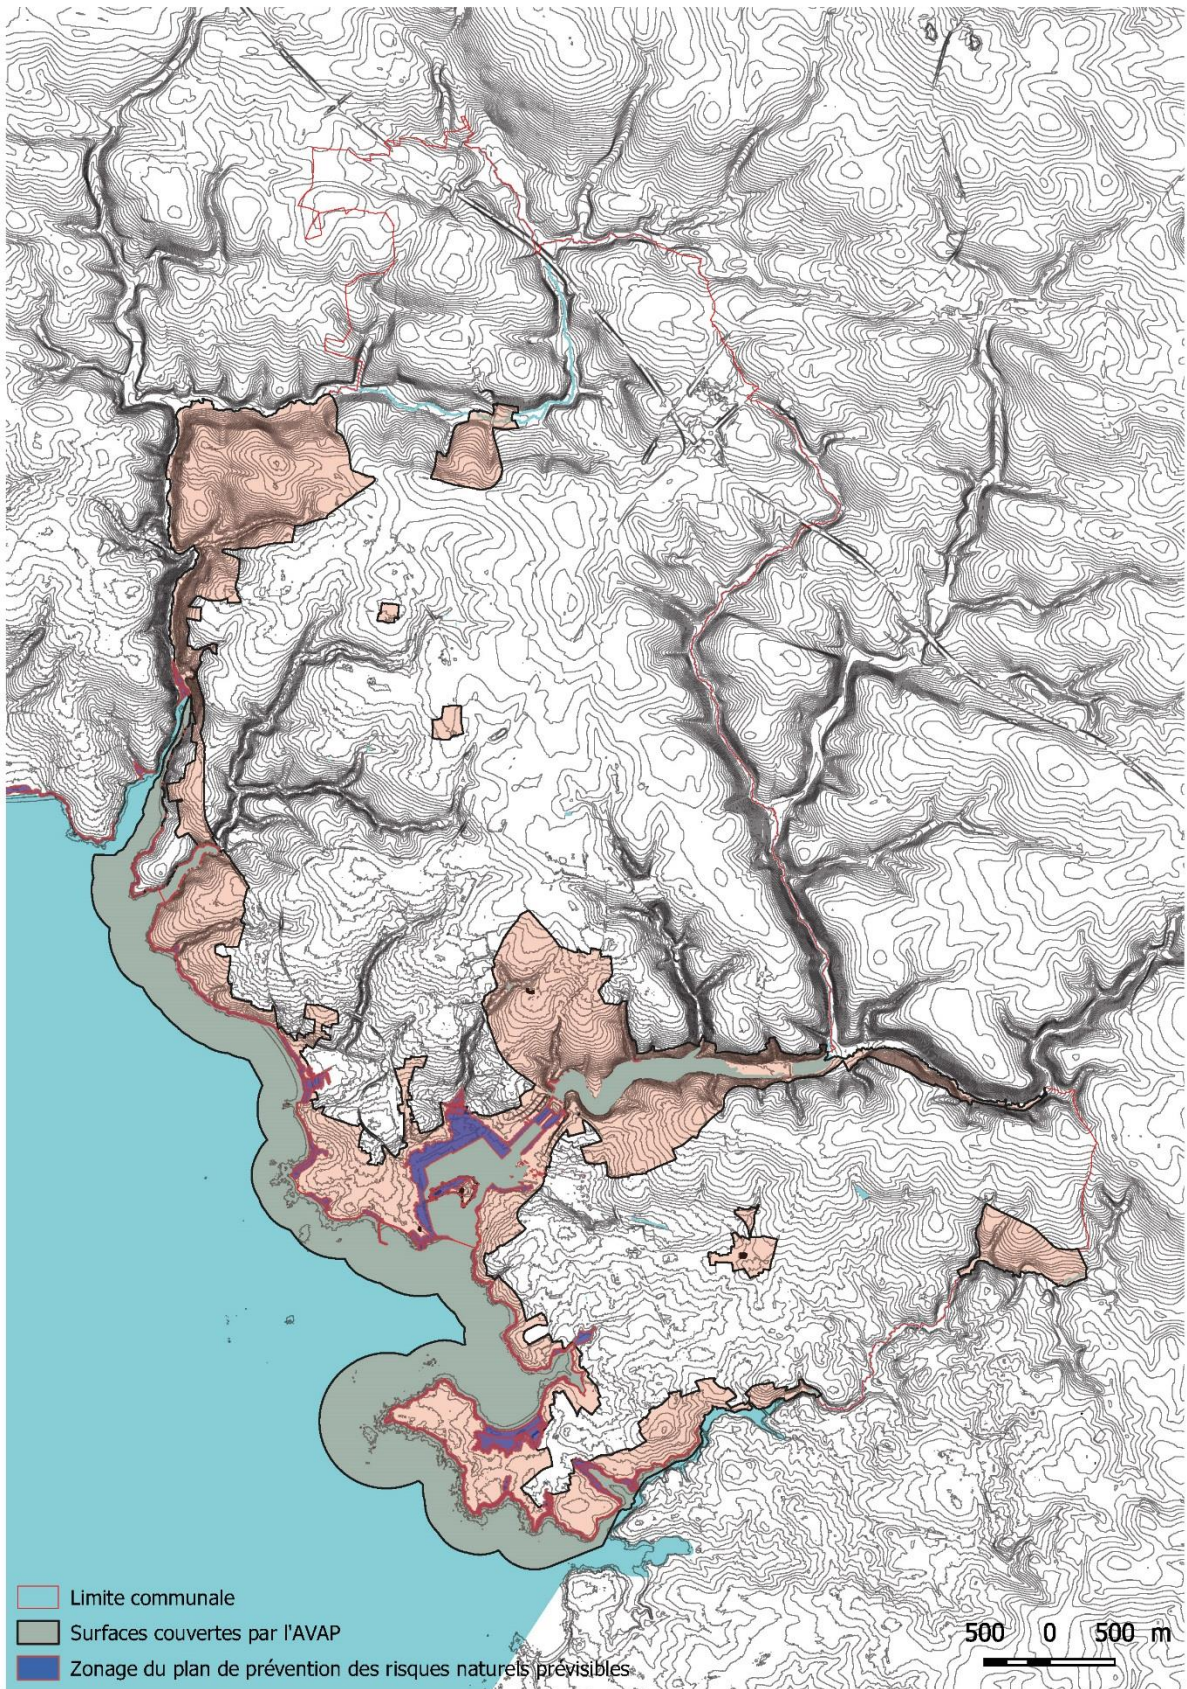 Limite communale
Surfaces couvertes par l'AVAP
Zonage du plan de prévention des risques naturels prévisibles
500 0 500 m